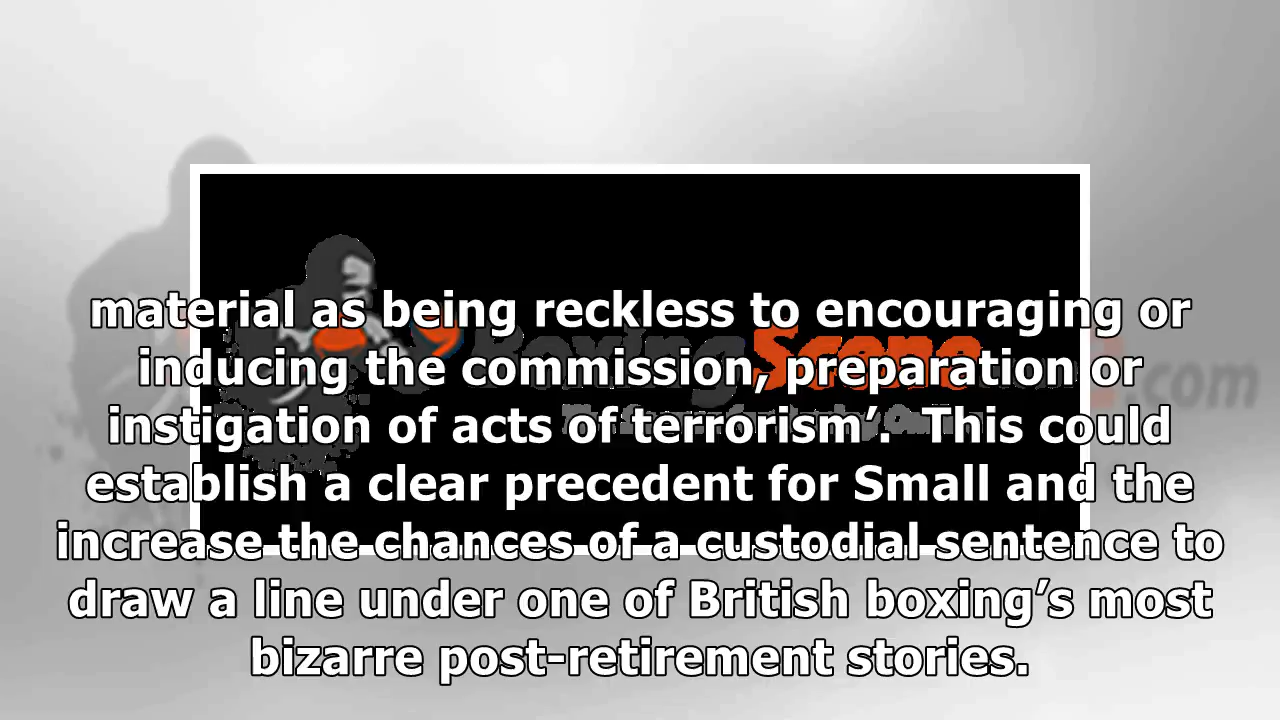 material as being reckless to encouraging or
inducing the commission, preparation or
instigation of acts of terrorism’.  This could
establish a clear precedent for Small and the
increase the chances of a custodial sentence to
draw a line under one of British boxing’s most
bizarre post-retirement stories.
BoxingScene
.com